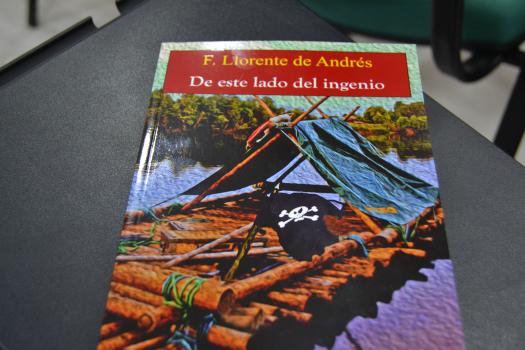 F. Llorente de Andrés
De este lado del ingenio